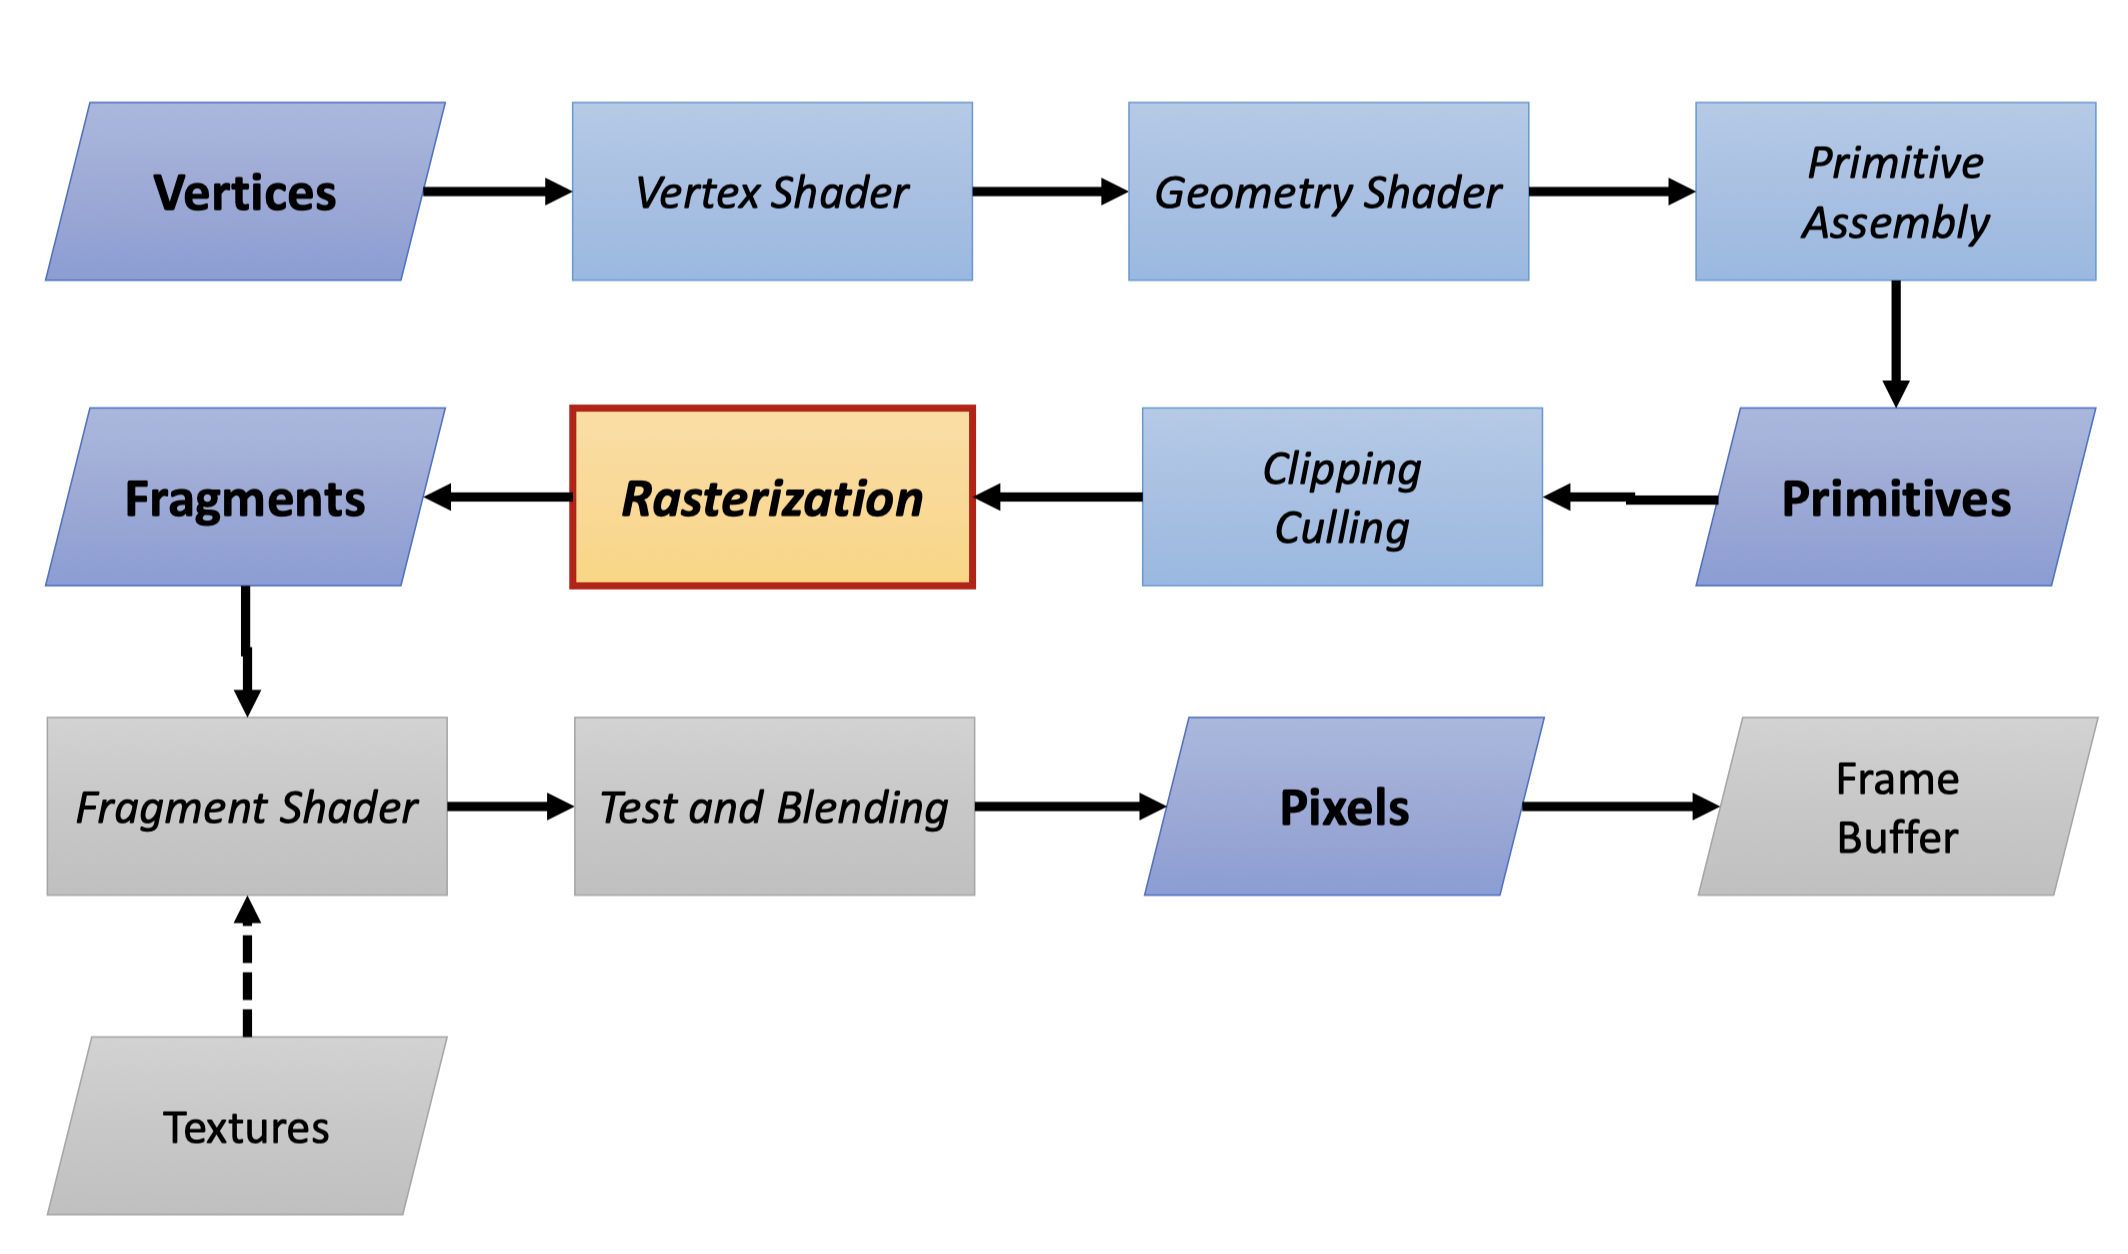 Vertices
Vertex Shader
Geometry Shader
Primitive
Assembly
Fragments
Rasterization
Clipping
Culling
Primitives
Fragment Shader
Test and Blending
Pixels
Frame
Buffer
Textures